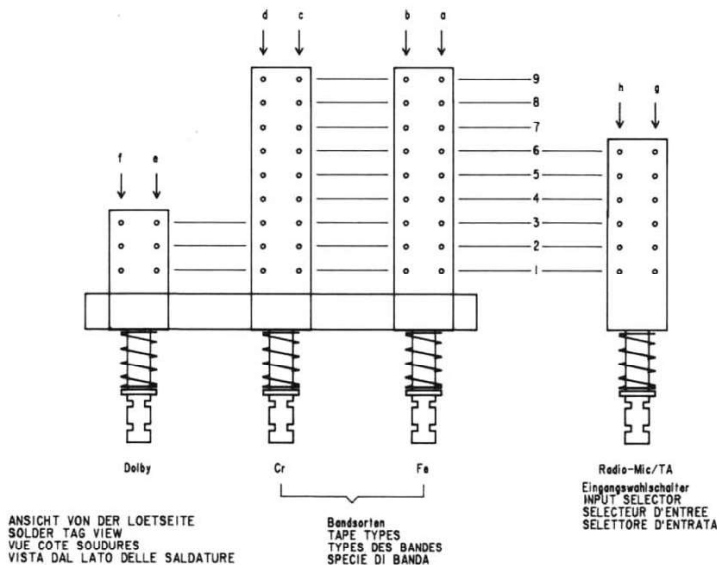 d c b a
9
8
h g
7
6
f e
5
4
3
2
1
Dolby Cr Fe Radio-Mic/TA
Eingangswahlschalter
INPUT SELECTOR
SELECTEUR D'ENTREE
SELETTORE D'ENTRATA
Bandsorten
TAPE TYPES
TYPES DES BANDES
SPECIE DI BANDA
ANSICHT VON DER LOETSEITE
SOLDER TAG VIEW
VUE COTE SOUDURES
VISTA DAL LATO DELLE SALDATURE